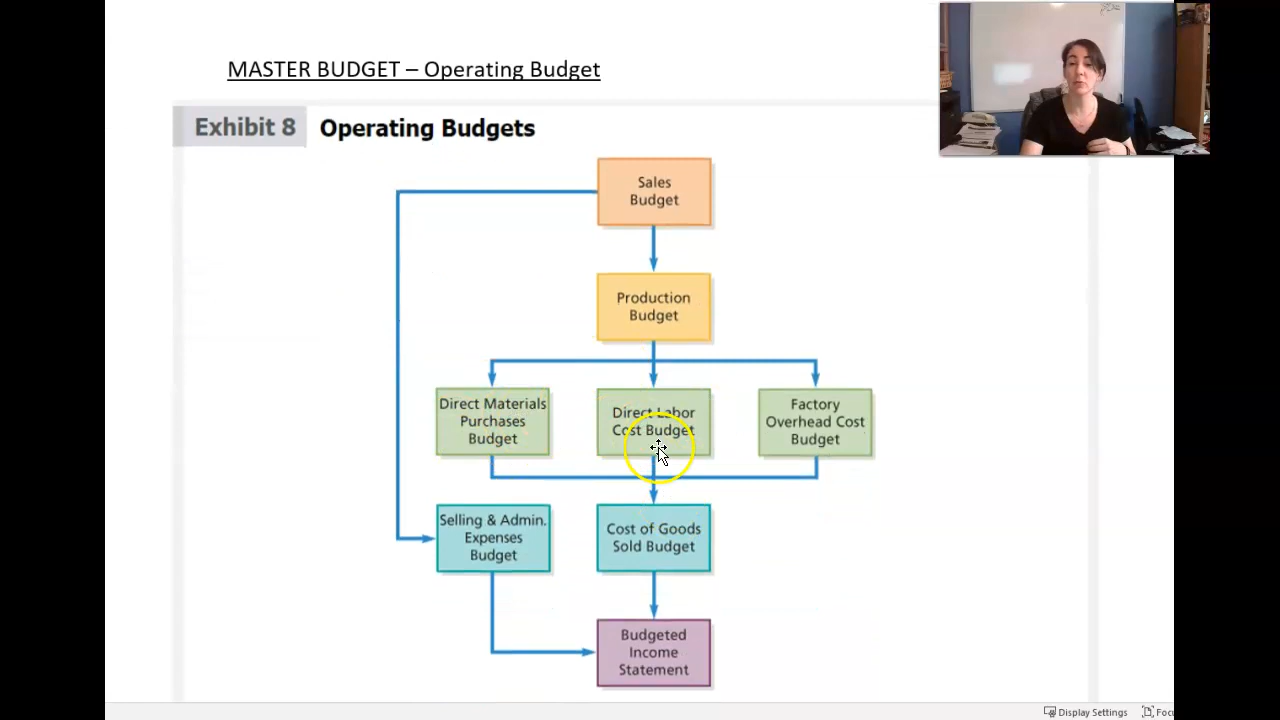 MASTER BUDGET – Operating Budget
Exhibit 8
Operating Budgets
Sales
Budget
Production
Budget
Direct Materials
Purchases
Budget
Direct Labor
Cost Budget
Factory
Overhead Cost
Budget
Selling & Admin.
Expenses
Budget
Cost of Goods
Sold Budget
Budgeted
Income
Statement
Display Settings
Focu